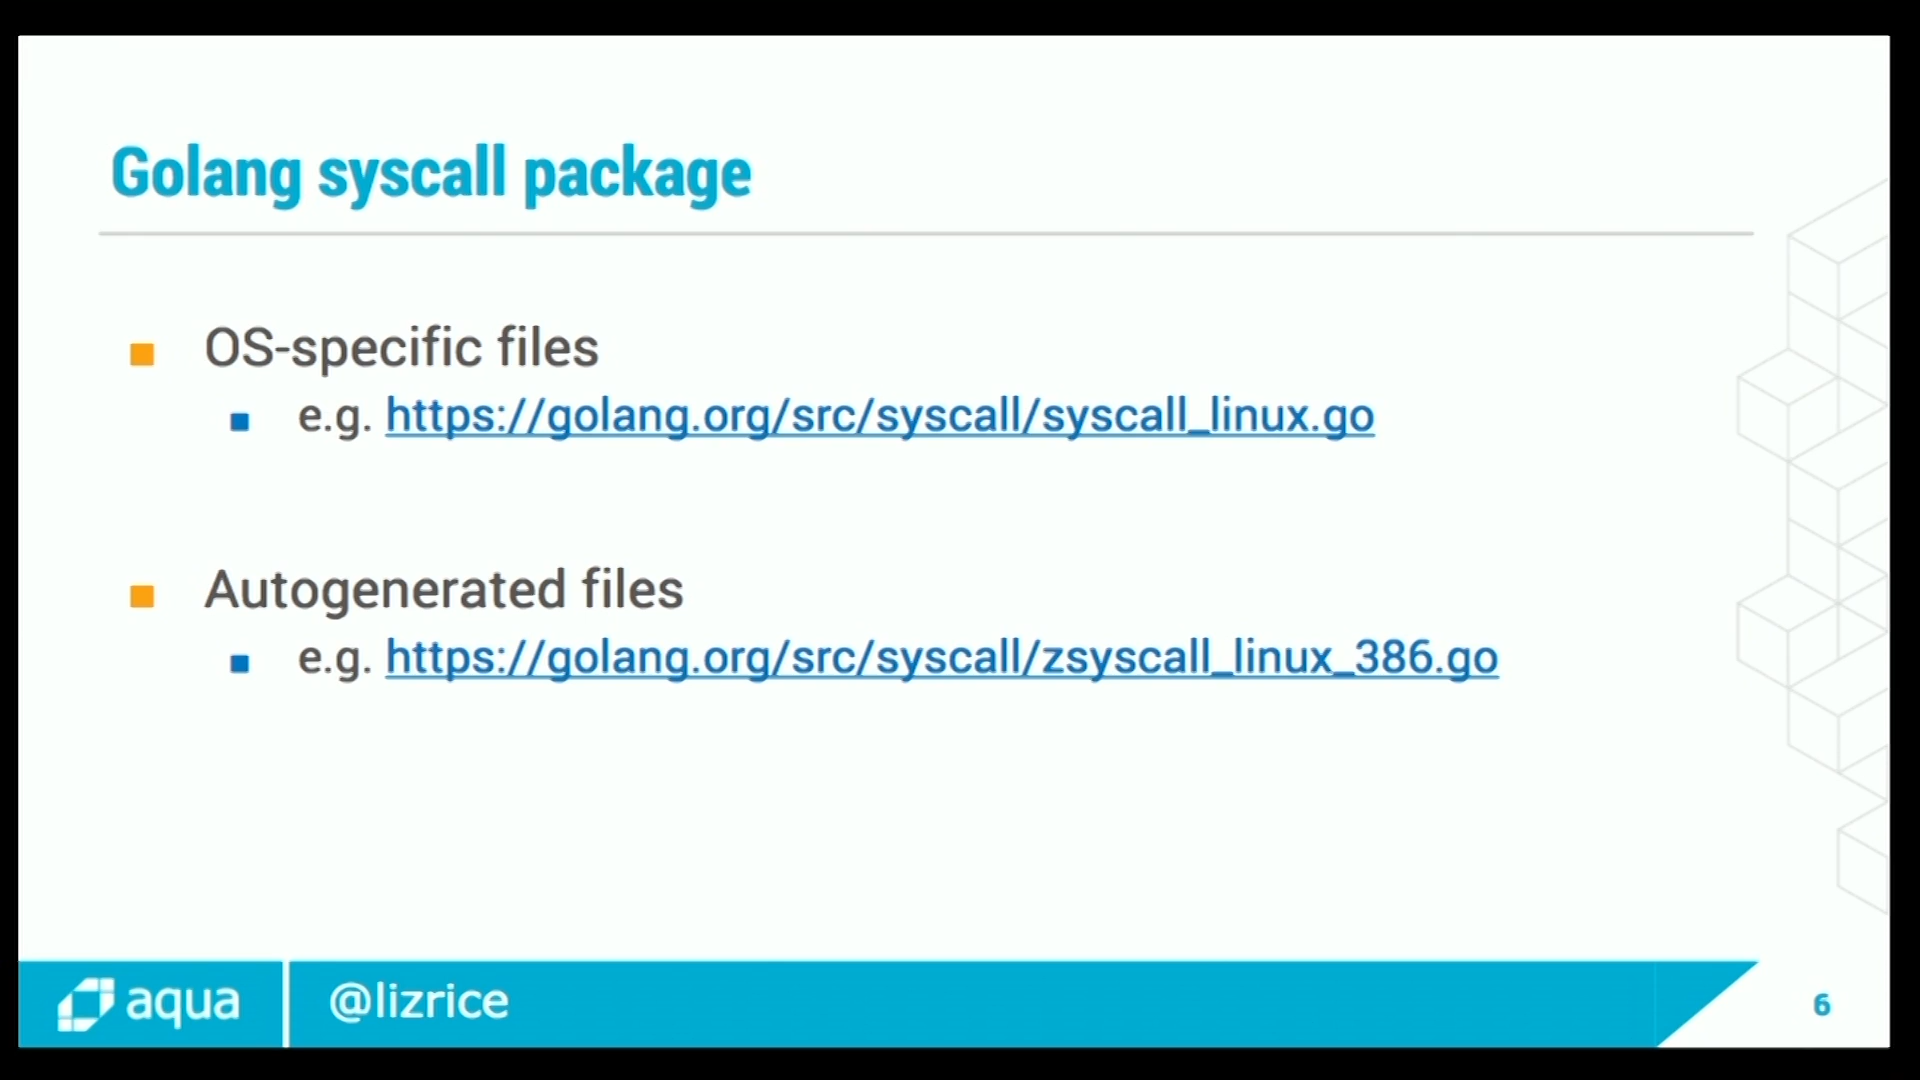 Golang syscall package
OS-specific files
e.g. https://golang.org/src/syscall/syscall_linux.go
Autogenerated files
e.g. https://golang.org/src/syscall/zsyscall_linux_386.go
aqua
@lizrice
6